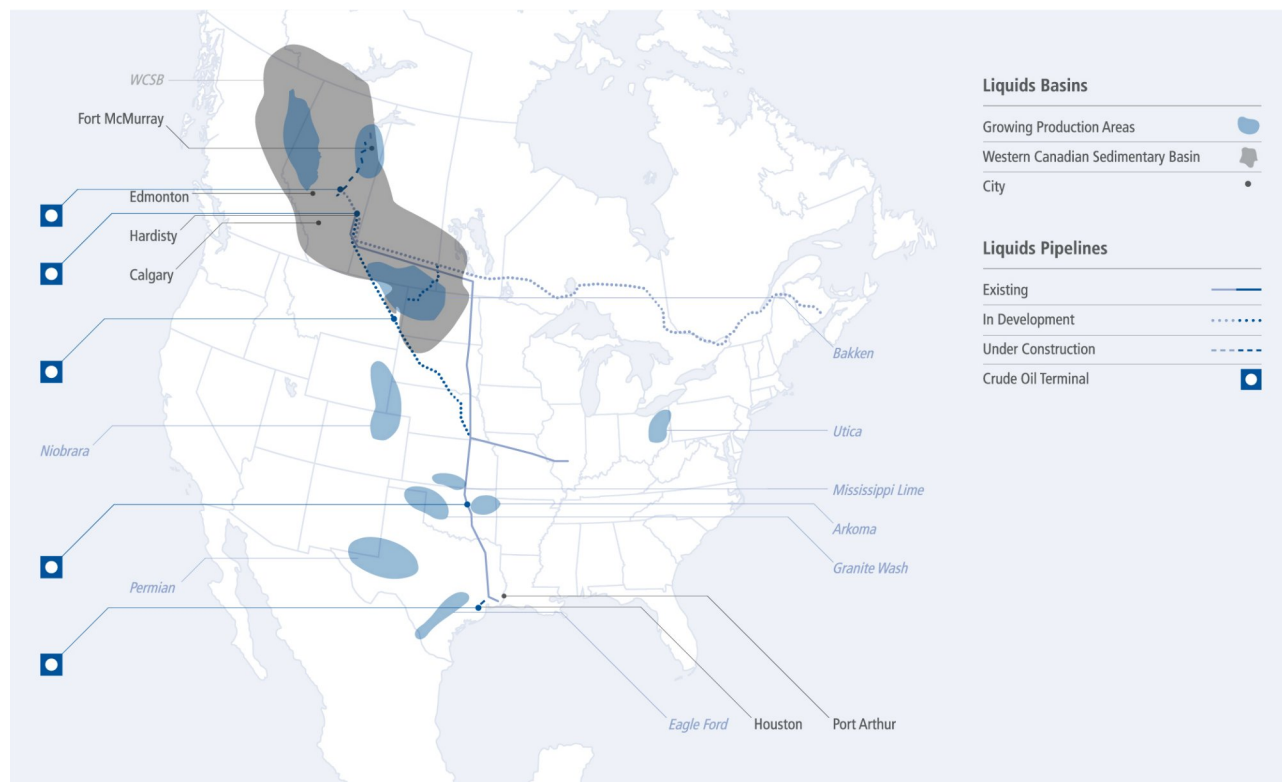 WCSB
Fort McMurray
Edmonton
Hardisty
Calgary
Niobrara
Permian
Bakken
Utica
Mississippi Lime
Arkoma
Granite Wash
Eagle Ford
Houston
Port Arthur
Liquids Basins
Growing Production Areas
Western Canadian Sedimentary Basin
City
Liquids Pipelines
Existing
In Development
Under Construction
Crude Oil Terminal